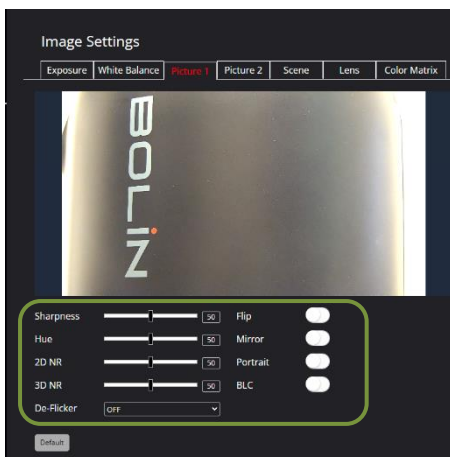 Image Settings
Exposure White Balance Picture 1 Picture 2 Scene Lens Color Matrix
BOLiN
Sharpness 50 Flip
Hue 50 Mirror
2D NR 50 Portrait
3D NR 50 BLC
De-Flicker OFF
Default